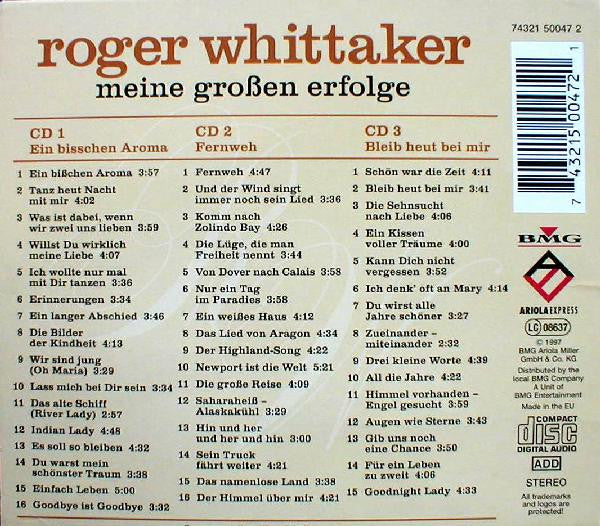 roger whittaker
meine großen erfolge
74321 50047 2
CD 1
Ein bisschen Aroma
1 Ein bißchen Aroma 3:57
2 Tanz heut Nacht
mit mir 4:02
3 Was ist dabei, wenn
wir zwei uns lieben 3:59
4 Willst Du wirklich
meine Liebe 4:07
5 Ich wollte nur mal
mit Dir tanzen 3:36
6 Erinnerungen 3:34
7 Ein langer Abschied 3:46
8 Die Bilder
der Kindheit 4:13
9 Wir sind jung
(Oh Maria) 3:29
10 Lass mich bei Dir sein 3:34
11 Das alte Schiff
(River Lady) 2:57
12 Indian Lady 3:48
13 Es soll so bleiben 4:32
14 Du warst mein
schönster Traum 3:38
15 Einfach Leben 5:00
16 Goodbye ist Goodbye 3:32
CD 2
Fernweh
1 Fernweh 4:47
2 Und der Wind singt
immer noch sein Lied 3:36
3 Komm nach
Zolindo Bay 4:26
4 Die Lüge, die man
Freiheit nennt 3:44
5 Von Dover nach Calais 3:58
6 Nur ein Tag
im Paradies 3:58
7 Ein weißes Haus 4:12
8 Das Lied von Aragon 4:34
9 Der Highland-Song 4:22
10 Newport ist die Welt 5:21
11 Die große Reise 4:09
12 Saharaheiß -
Alaskakühl 3:29
13 Hin und her
und her und hin 3:00
14 Sein Truck
fährt weiter 4:21
15 Das namenlose Land 3:38
16 Der Himmel über mir 4:21
CD 3
Bleib heut bei mir
1 Schön war die Zeit 4:11
2 Bleib heut bei mir 3:41
3 Die Sehnsucht
nach Liebe 4:06
4 Ein Kissen
voller Träume 4:00
5 Kann Dich nicht
vergessen 3:52
6 Ich denk' oft an Mary 4:14
7 Du wirst alle
Jahre schöner 3:27
8 Zueinander -
miteinander 2:32
9 Drei kleine Worte 4:39
10 All die Jahre 4:22
11 Himmel vorhanden -
Engel gesucht 3:59
12 Augen wie Sterne 3:43
13 Gib uns noch
eine Chance 3:50
14 Für ein Leben
zu zweit 4:06
15 Goodnight Lady 4:33
7 43215 00472 1
BMG
ARIOLA EXPRESS
LC 08637
℗ 1997
BMG Ariola Miller
GmbH & Co. KG
Distributed by the
local BMG Company
A Unit of
BMG Entertainment
Made in the EU
COMPACT
disc
DIGITAL AUDIO
ADD
STEREO
All trademarks
and logos are
protected!